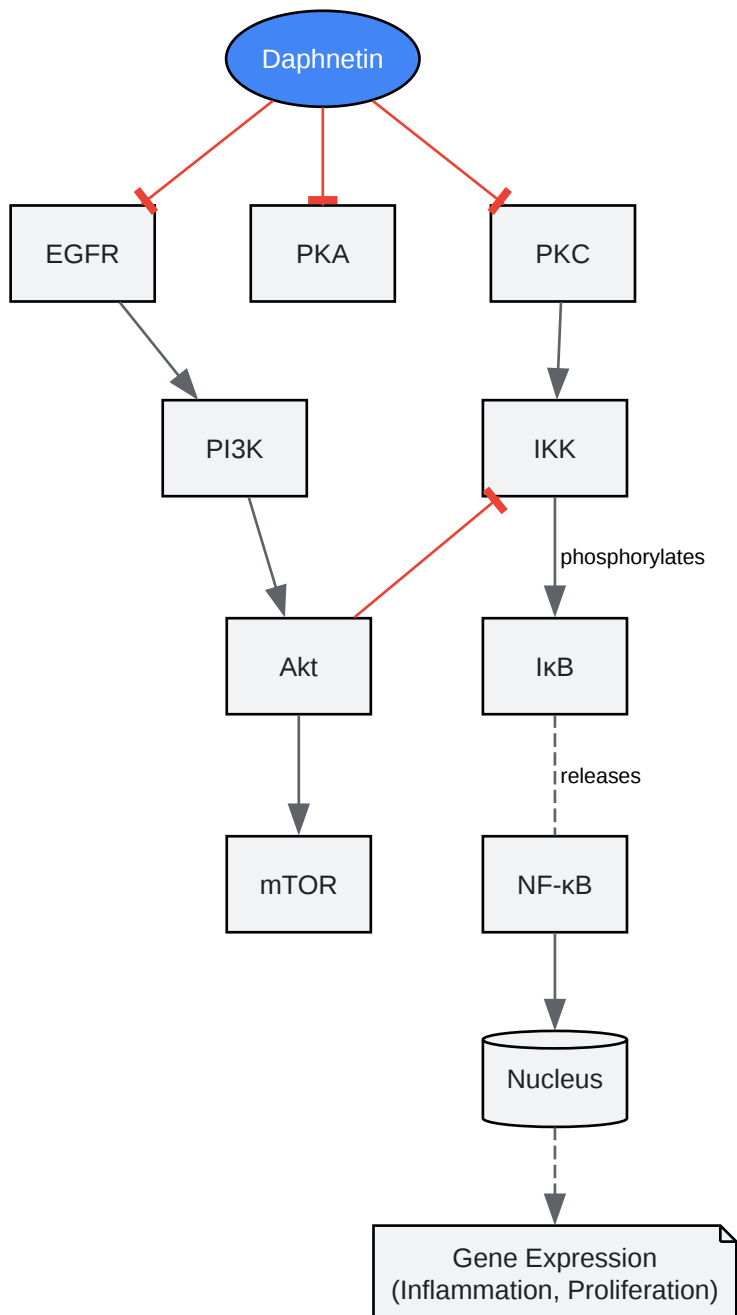 Daphnetin
EGFR
PKA
PKC
PI3K
IKK
phosphorylates
Akt
IκB
releases
mTOR
NF-κB
Nucleus
Gene Expression
(Inflammation, Proliferation)